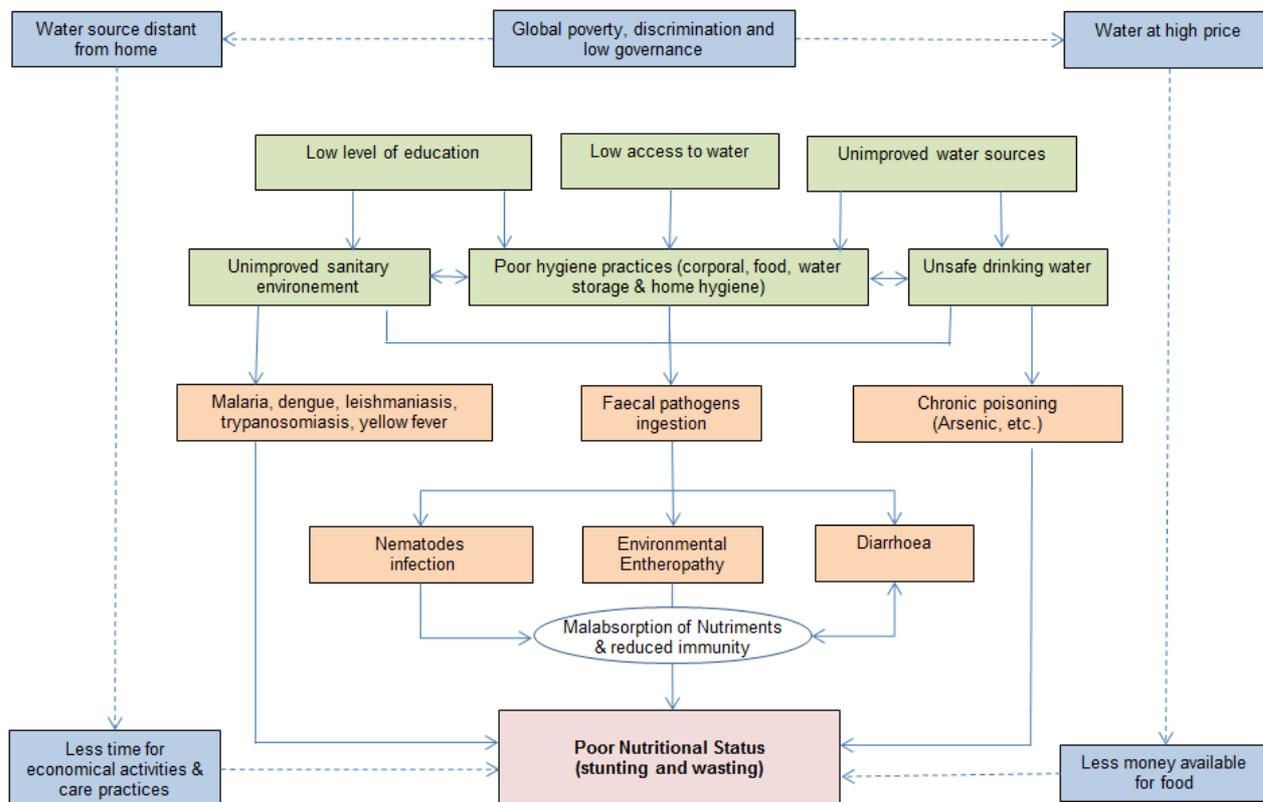 Water source distant
from home
Global poverty, discrimination and
low governance
Water at high price
Low level of education
Low access to water
Unimproved water sources
Unimproved sanitary
environement
Poor hygiene practices (corporal, food, water
storage & home hygiene)
Unsafe drinking water
Malaria, dengue, leishmaniasis,
trypanosomiasis, yellow fever
Faecal pathogens
ingestion
Chronic poisoning
(Arsenic, etc.)
Nematodes
infection
Environmental
Entheropathy
Diarrhoea
Malabsorption of Nutriments
& reduced immunity
Less time for
economical activities &
care practices
Poor Nutritional Status
(stunting and wasting)
Less money available
for food